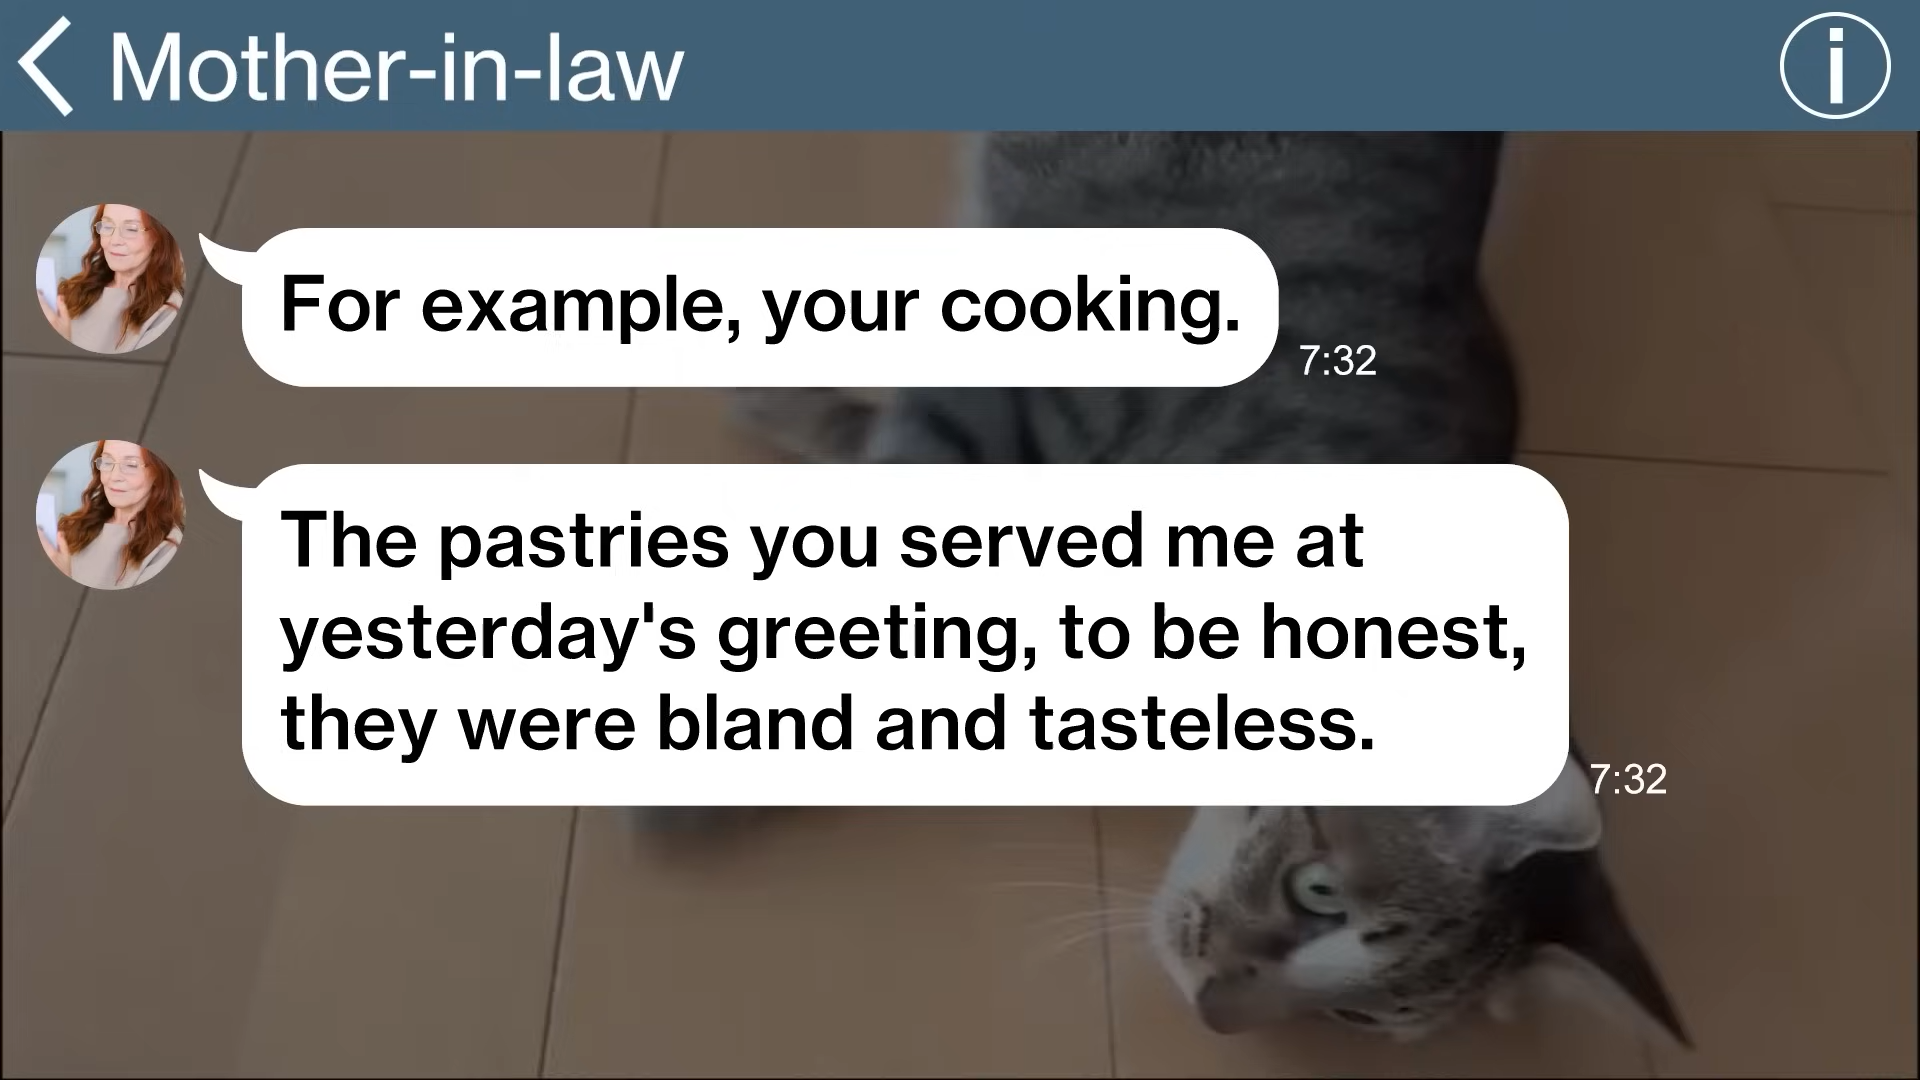 Mother-in-law
For example, your cooking.
7:32
The pastries you served me at
yesterday's greeting, to be honest,
they were bland and tasteless.
7:32